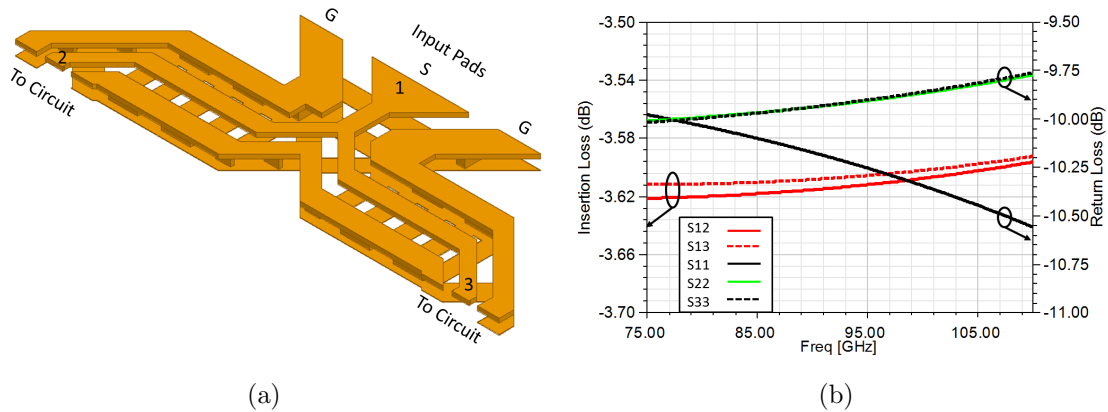 G
Input Pads
S
1
G
2
To Circuit
3
To Circuit
(a)
Insertion Loss (dB)
-3.50
-3.54
-3.58
-3.62
-3.66
-3.70
-9.50
-9.75
-10.00
-10.25
-10.50
-10.75
-11.00
Return Loss (dB)
S12
S13
S11
S22
S33
75.00 85.00 95.00 105.00
Freq [GHz]
(b)